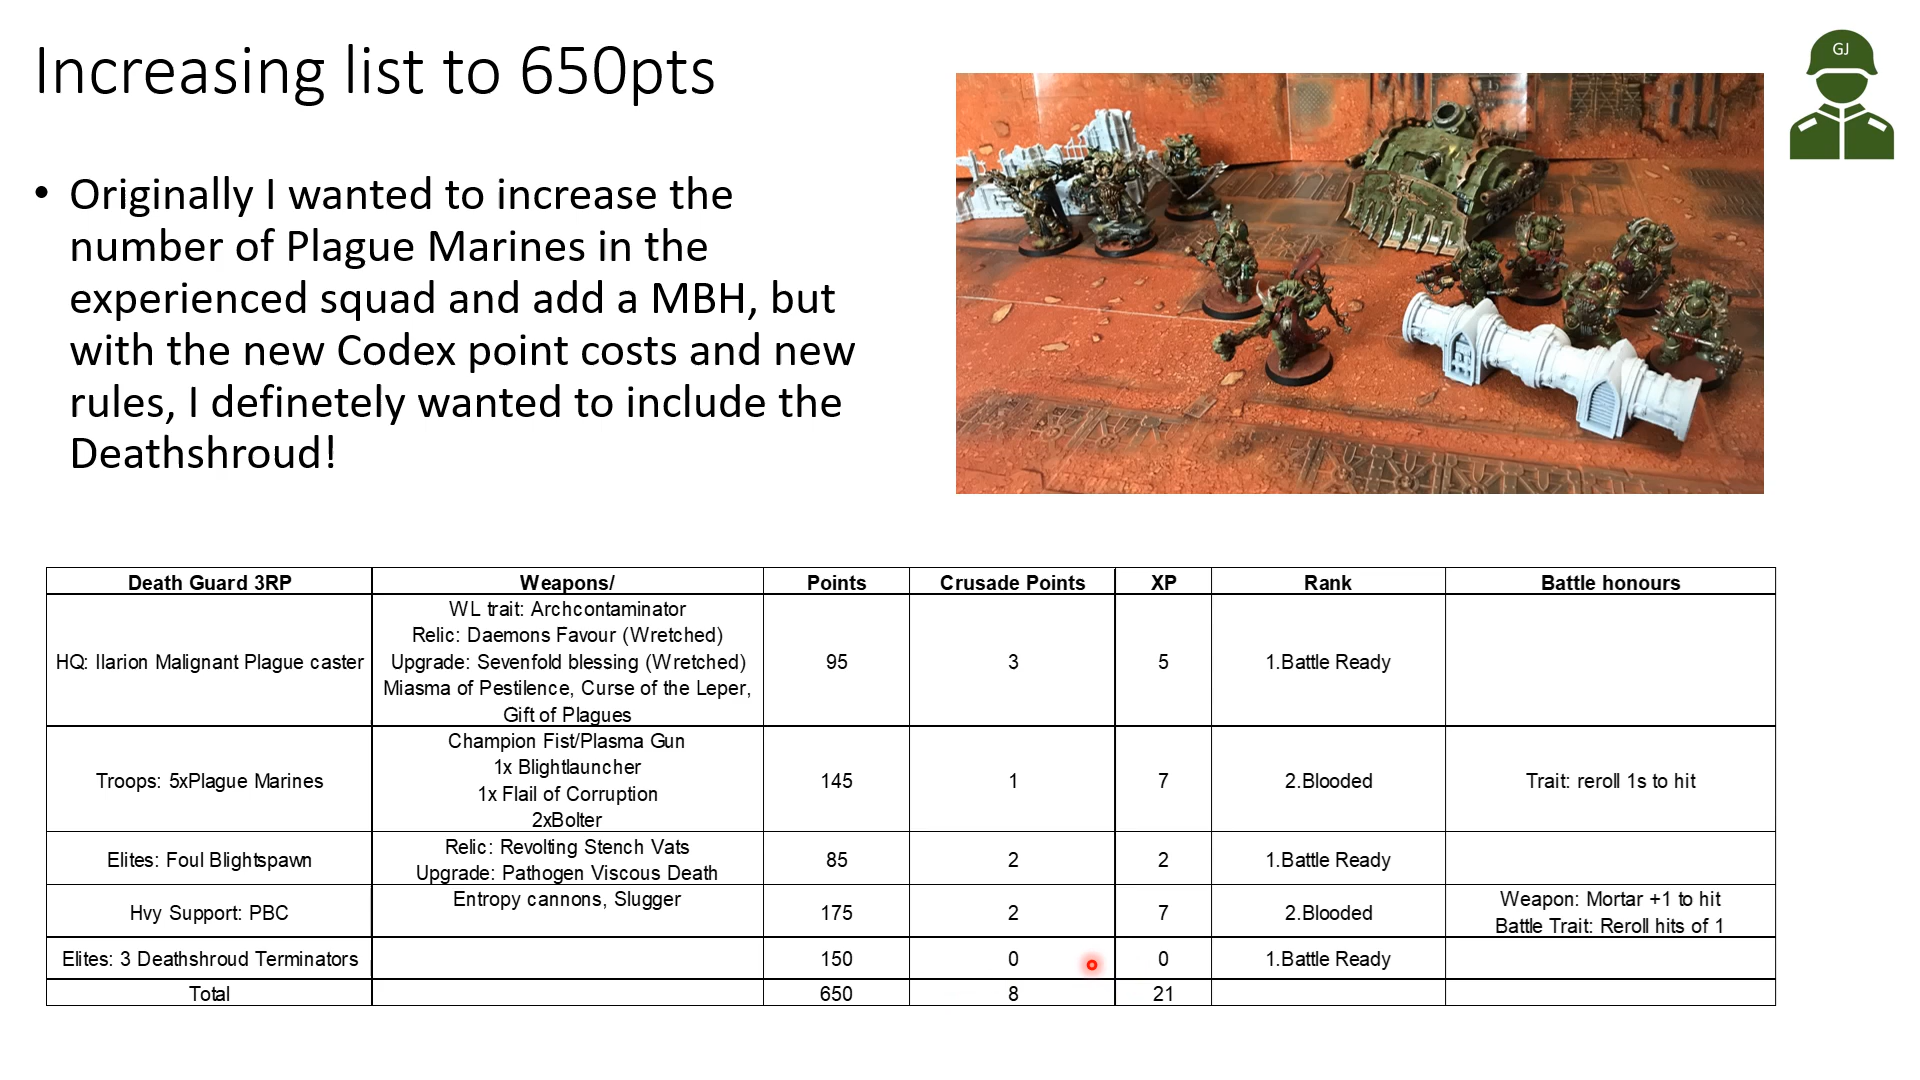 Increasing list to 650pts
GJ
• Originally I wanted to increase the
number of Plague Marines in the
experienced squad and add a MBH, but
with the new Codex point costs and new
rules, I definetely wanted to include the
Deathshroud!
Death Guard 3RP Weapons/ Points Crusade Points XP Rank Battle honours
HQ: Ilarion Malignant Plague caster
WL trait: Archcontaminator
Relic: Daemons Favour (Wretched)
Upgrade: Sevenfold blessing (Wretched)
Miasma of Pestilence, Curse of the Leper,
Gift of Plagues
95 3 5 1.Battle Ready
Troops: 5xPlague Marines
Champion Fist/Plasma Gun
1x Blightlauncher
1x Flail of Corruption
2xBolter
145 1 7 2.Blooded Trait: reroll 1s to hit
Elites: Foul Blightspawn
Relic: Revolting Stench Vats
Upgrade: Pathogen Viscous Death
85 2 2 1.Battle Ready
Hvy Support: PBC
Entropy cannons, Slugger
175 2 7 2.Blooded
Weapon: Mortar +1 to hit
Battle Trait: Reroll hits of 1
Elites: 3 Deathshroud Terminators 150 0 0 1.Battle Ready
Total 650 8 21